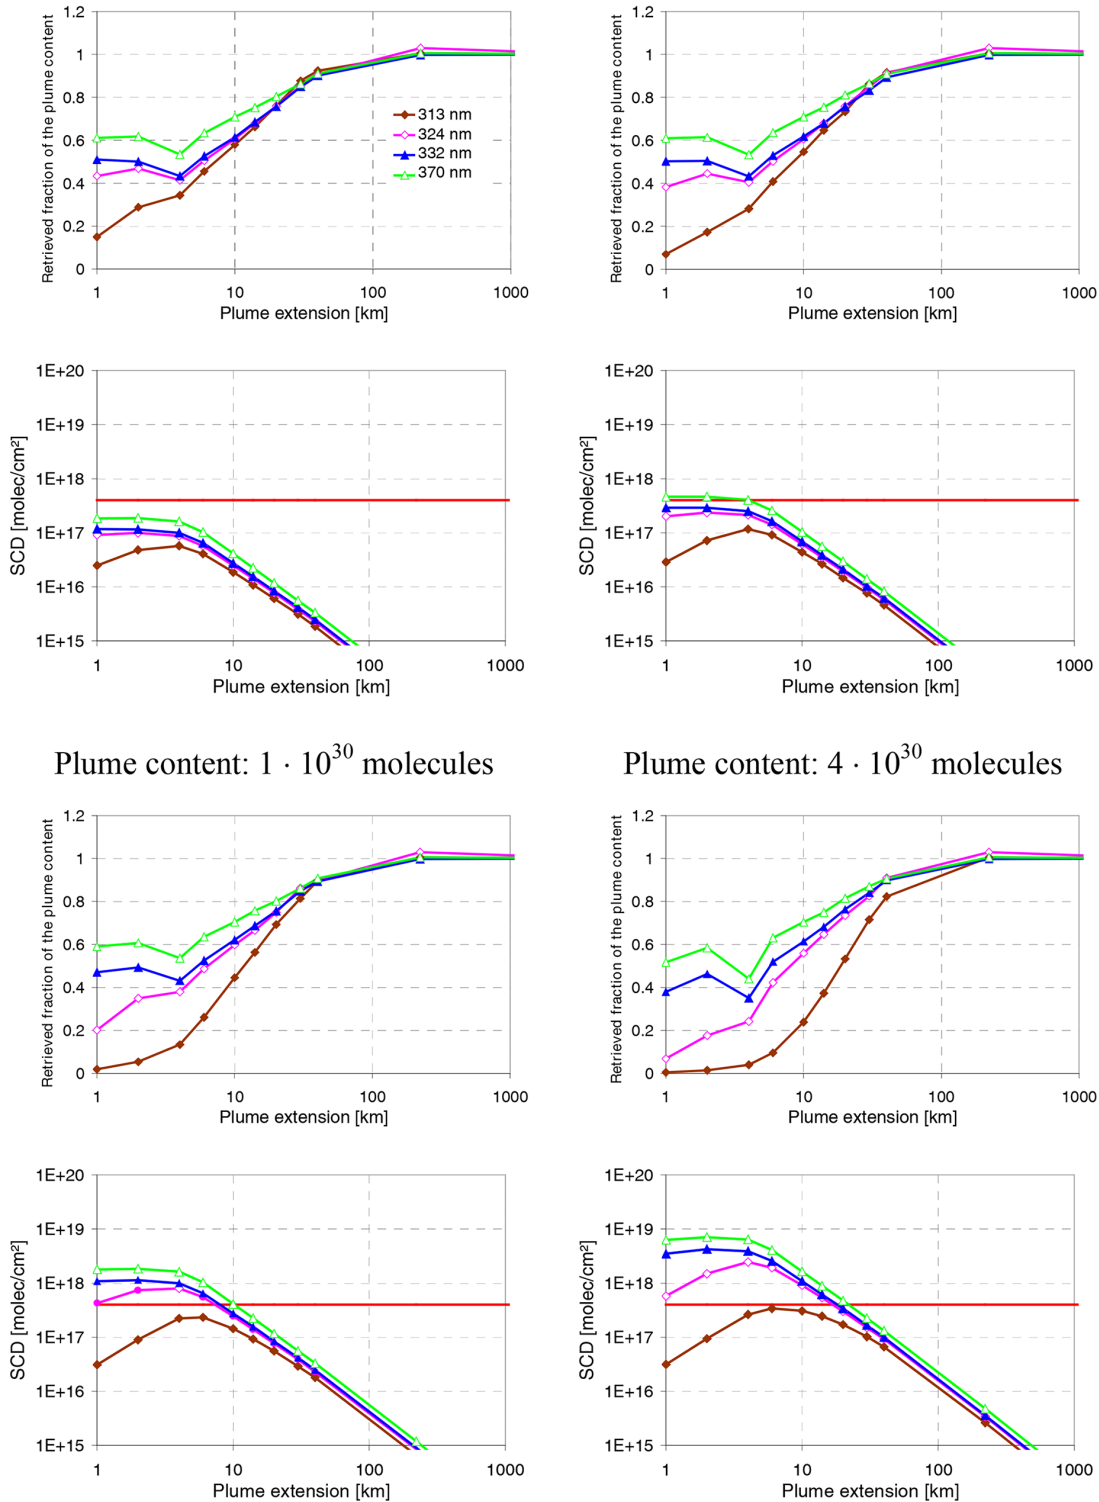 1.2
1
0.8
0.6
0.4
0.2
0
Retrieved fraction of the plume content
313 nm
324 nm
332 nm
370 nm
1 10 100 1000
Plume extension [km]
1.2
1
0.8
0.6
0.4
0.2
0
Retrieved fraction of the plume content
1 10 100 1000
Plume extension [km]
1E+20
1E+19
1E+18
1E+17
1E+16
1E+15
SCD [molec/cm²]
1 10 100 1000
Plume extension [km]
1E+20
1E+19
1E+18
1E+17
1E+16
1E+15
SCD [molec/cm²]
1 10 100 1000
Plume extension [km]
Plume content: 1 · 10³⁰ molecules
Plume content: 4 · 10³⁰ molecules
1.2
1
0.8
0.6
0.4
0.2
0
Retrieved fraction of the plume content
1 10 100 1000
Plume extension [km]
1.2
1
0.8
0.6
0.4
0.2
0
Retrieved fraction of the plume content
1 10 100 1000
Plume extension [km]
1E+20
1E+19
1E+18
1E+17
1E+16
1E+15
SCD [molec/cm²]
1 10 100 1000
Plume extension [km]
1E+20
1E+19
1E+18
1E+17
1E+16
1E+15
SCD [molec/cm²]
1 10 100 1000
Plume extension [km]